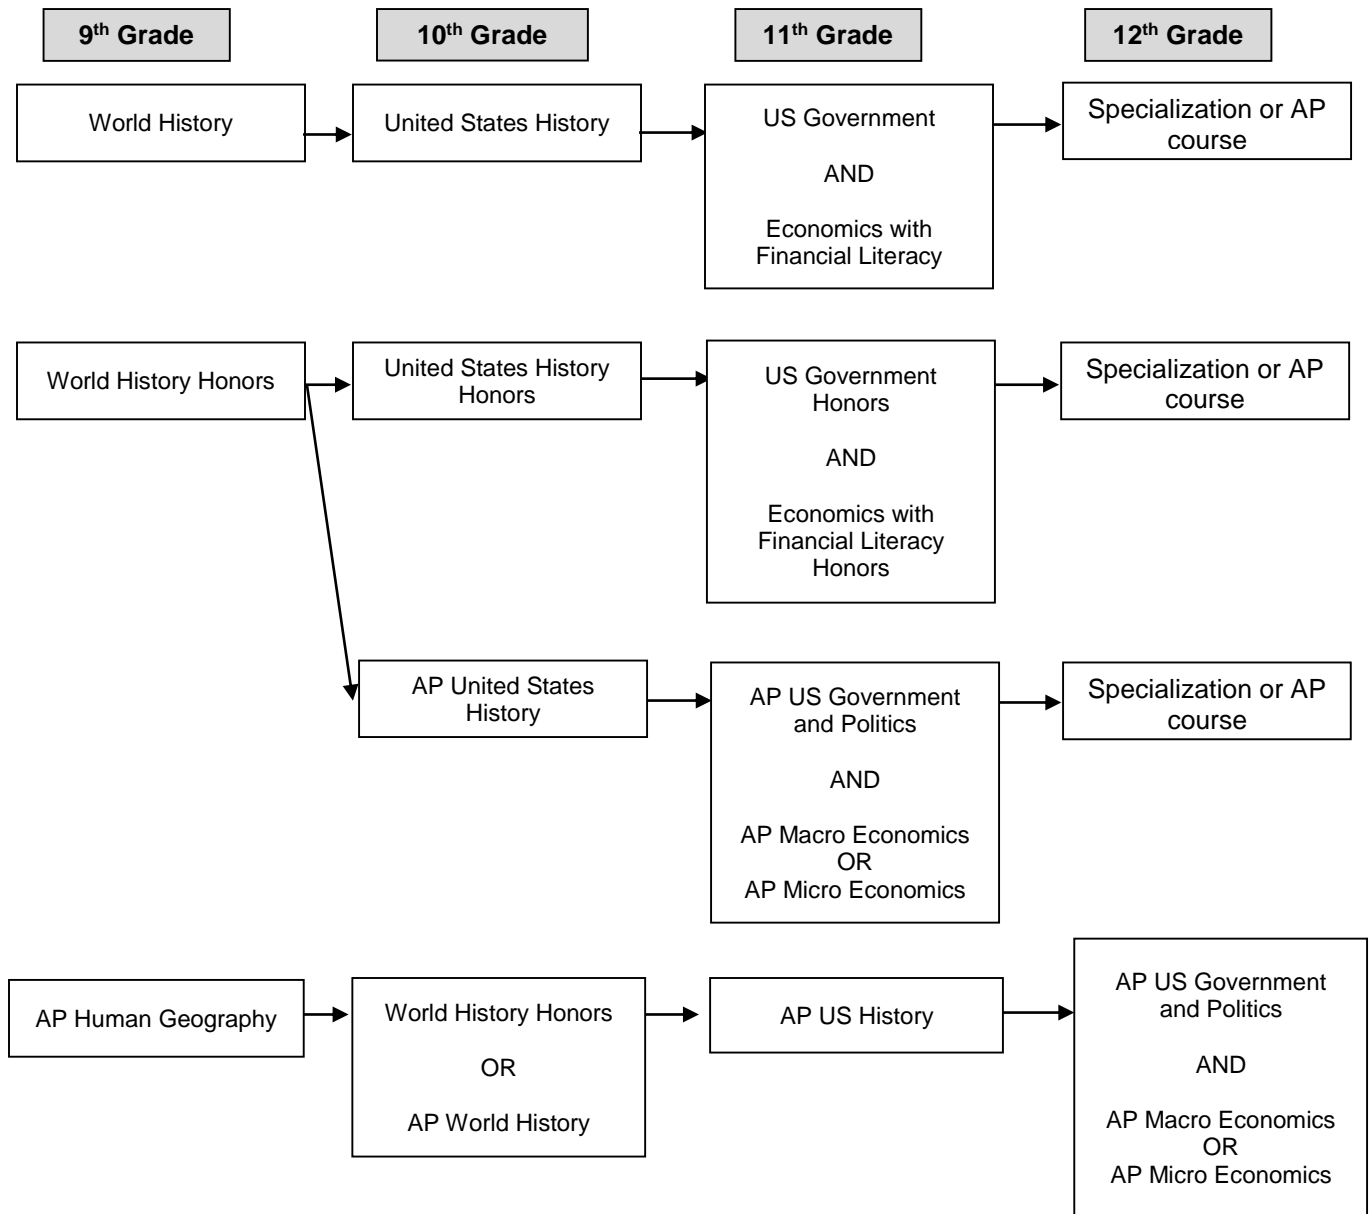 9th Grade
10th Grade
11th Grade
12th Grade
World History
United States History
US Government
AND
Economics with
Financial Literacy
Specialization or AP
course
World History Honors
United States History
Honors
US Government
Honors
AND
Economics with
Financial Literacy
Honors
Specialization or AP
course
AP United States
History
AP US Government
and Politics
AND
AP Macro Economics
OR
AP Micro Economics
Specialization or AP
course
AP Human Geography
World History Honors
OR
AP World History
AP US History
AP US Government
and Politics
AND
AP Macro Economics
OR
AP Micro Economics